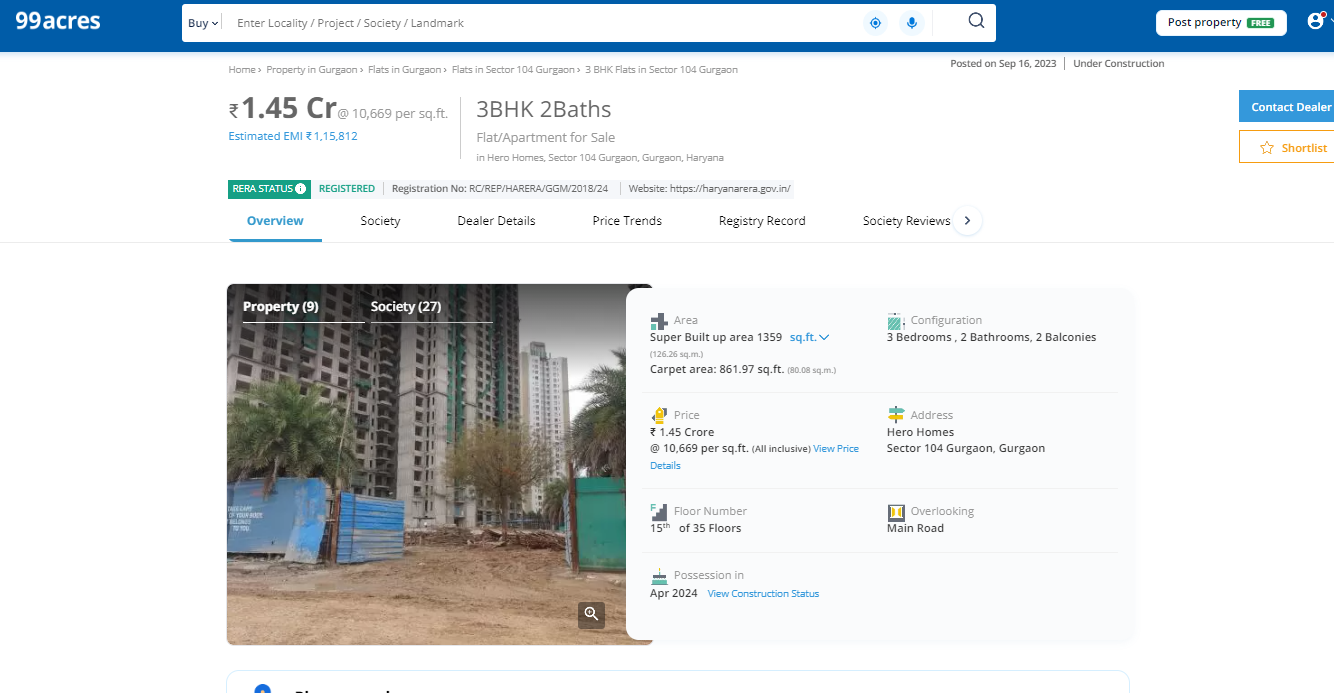 99acres
Buy
Enter Locality / Project / Society / Landmark
Post property FREE
Home › Property in Gurgaon › Flats in Gurgaon › Flats in Sector 104 Gurgaon › 3 BHK Flats in Sector 104 Gurgaon
Posted on Sep 16, 2023 | Under Construction
₹ 1.45 Cr @ 10,669 per sq.ft.
Estimated EMI ₹ 1,15,812
3BHK 2Baths
Flat/Apartment for Sale
in Hero Homes, Sector 104 Gurgaon, Gurgaon, Haryana
Contact Dealer
Shortlist
RERA STATUS REGISTERED | Registration No: RC/REP/HARERA/GGM/2018/24 | Website: https://haryanarera.gov.in/
Overview Society Dealer Details Price Trends Registry Record Society Reviews
Property (9) Society (27)
TAKE CARE
OF YOUR BODY.
BELONGS
TO YOU.
Area
Super Built up area 1359 sq.ft.
(126.26 sq.m.)
Carpet area: 861.97 sq.ft. (80.08 sq.m.)
Configuration
3 Bedrooms , 2 Bathrooms, 2 Balconies
Price
₹ 1.45 Crore
@ 10,669 per sq.ft. (All inclusive) View Price
Details
Address
Hero Homes
Sector 104 Gurgaon, Gurgaon
Floor Number
15th of 35 Floors
Overlooking
Main Road
Possession in
Apr 2024 View Construction Status